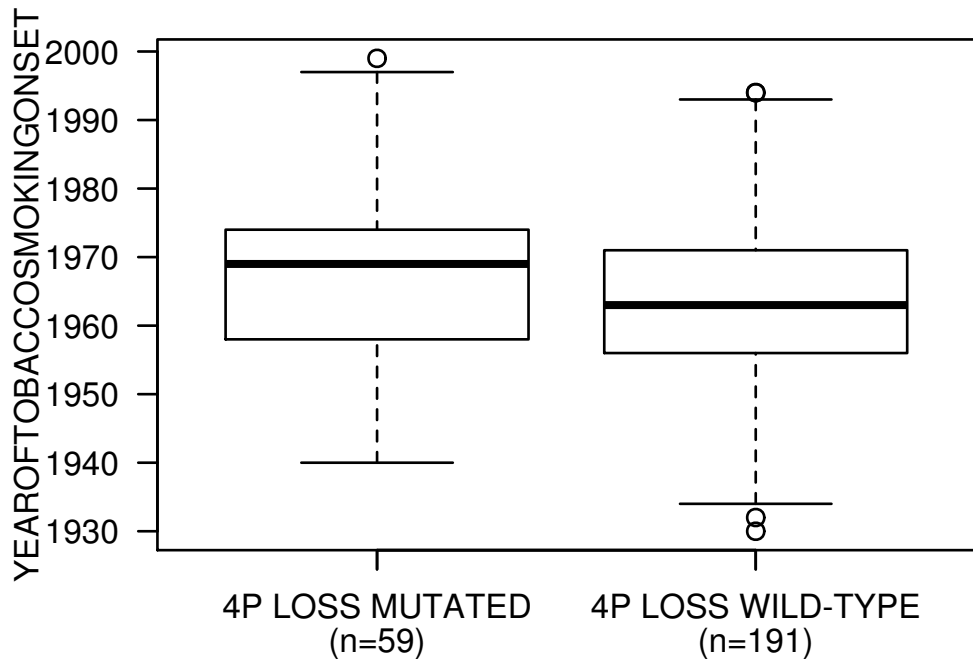 YEAROFTOBACCOSMOKINGONSET
2000
1990
1980
1970
1960
1950
1940
1930
4P LOSS MUTATED
(n=59)
4P LOSS WILD-TYPE
(n=191)